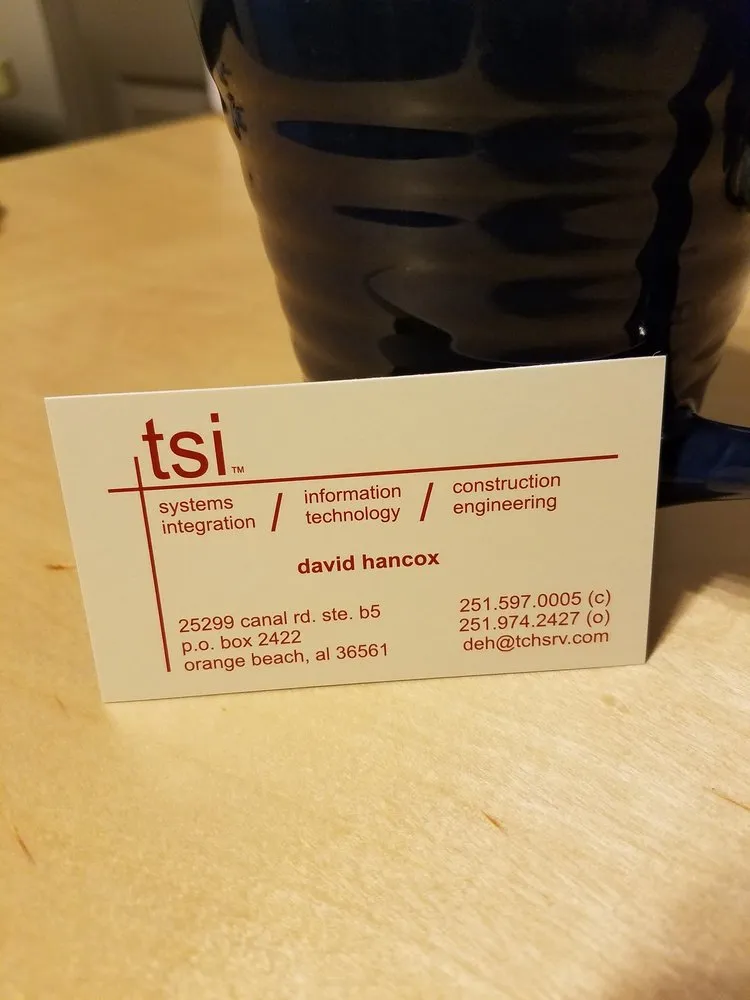 tsi™
systems integration / information technology / construction engineering
david hancox
25299 canal rd. ste. b5
p.o. box 2422
orange beach, al 36561
251.597.0005 (c)
251.974.2427 (o)
deh@tchsrv.com